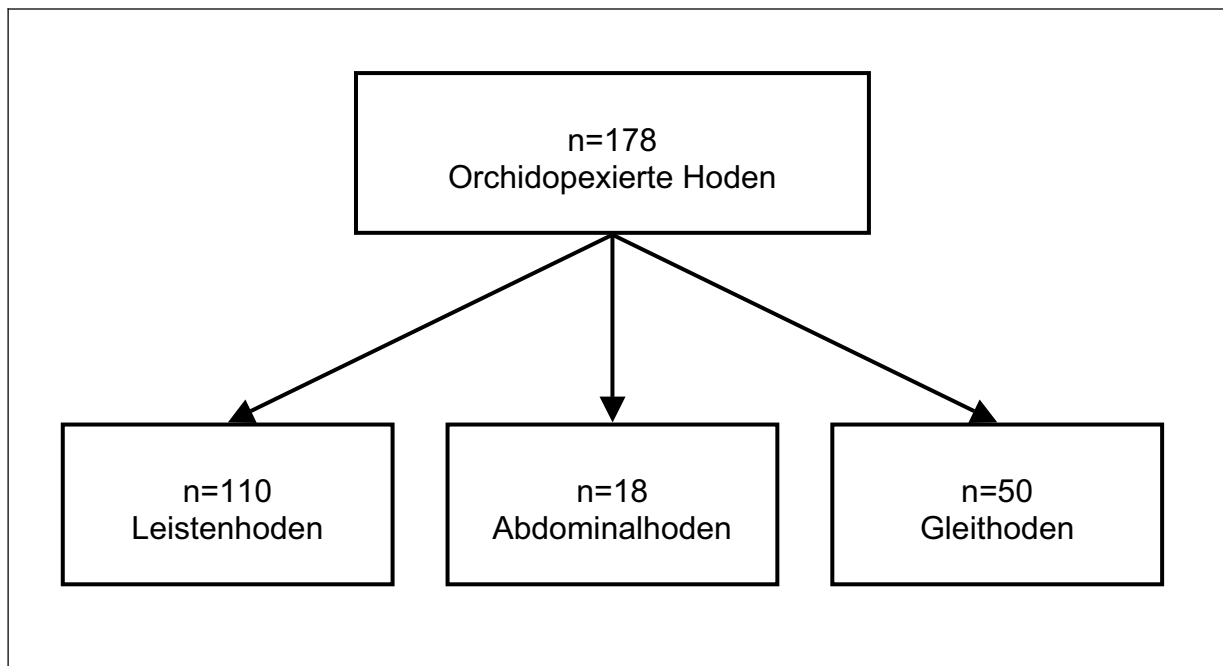 n=178
Orchidopexierte Hoden
n=110
Leistenhoden
n=18
Abdominalhoden
n=50
Gleithoden